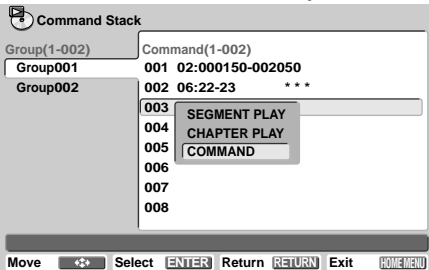 Command Stack
Group(1-002) Command(1-002)
Group001 001 02:000150-002050
Group002 002 06:22-23 * * *
003
SEGMENT PLAY
004
CHAPTER PLAY
005
COMMAND
006
007
008
Move Select ENTER Return RETURN Exit HOME MENU